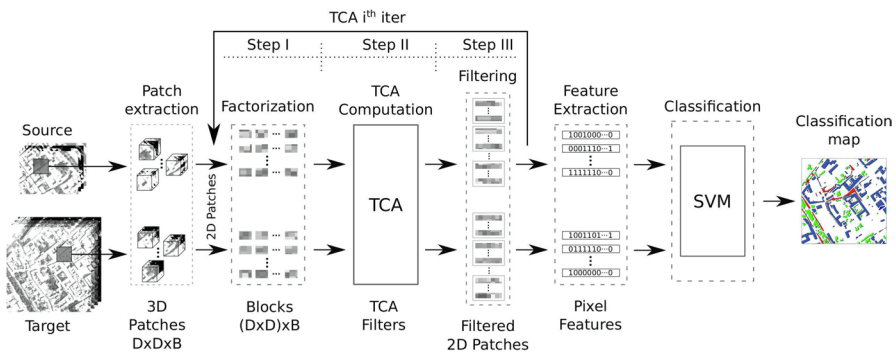 TCA iᵗʰ iter
Step I
Step II
Step III
Source
Target
Patch
extraction
3D
Patches
DxDxB
2D Patches
Factorization
Blocks
(DxD)xB
TCA
Computation
TCA
TCA
Filters
Filtering
Filtered
2D Patches
Feature
Extraction
1001000···0
0001110···1
1111110···0
1001101···1
0111110···0
1000000···0
Pixel
Features
Classification
SVM
Classification
map